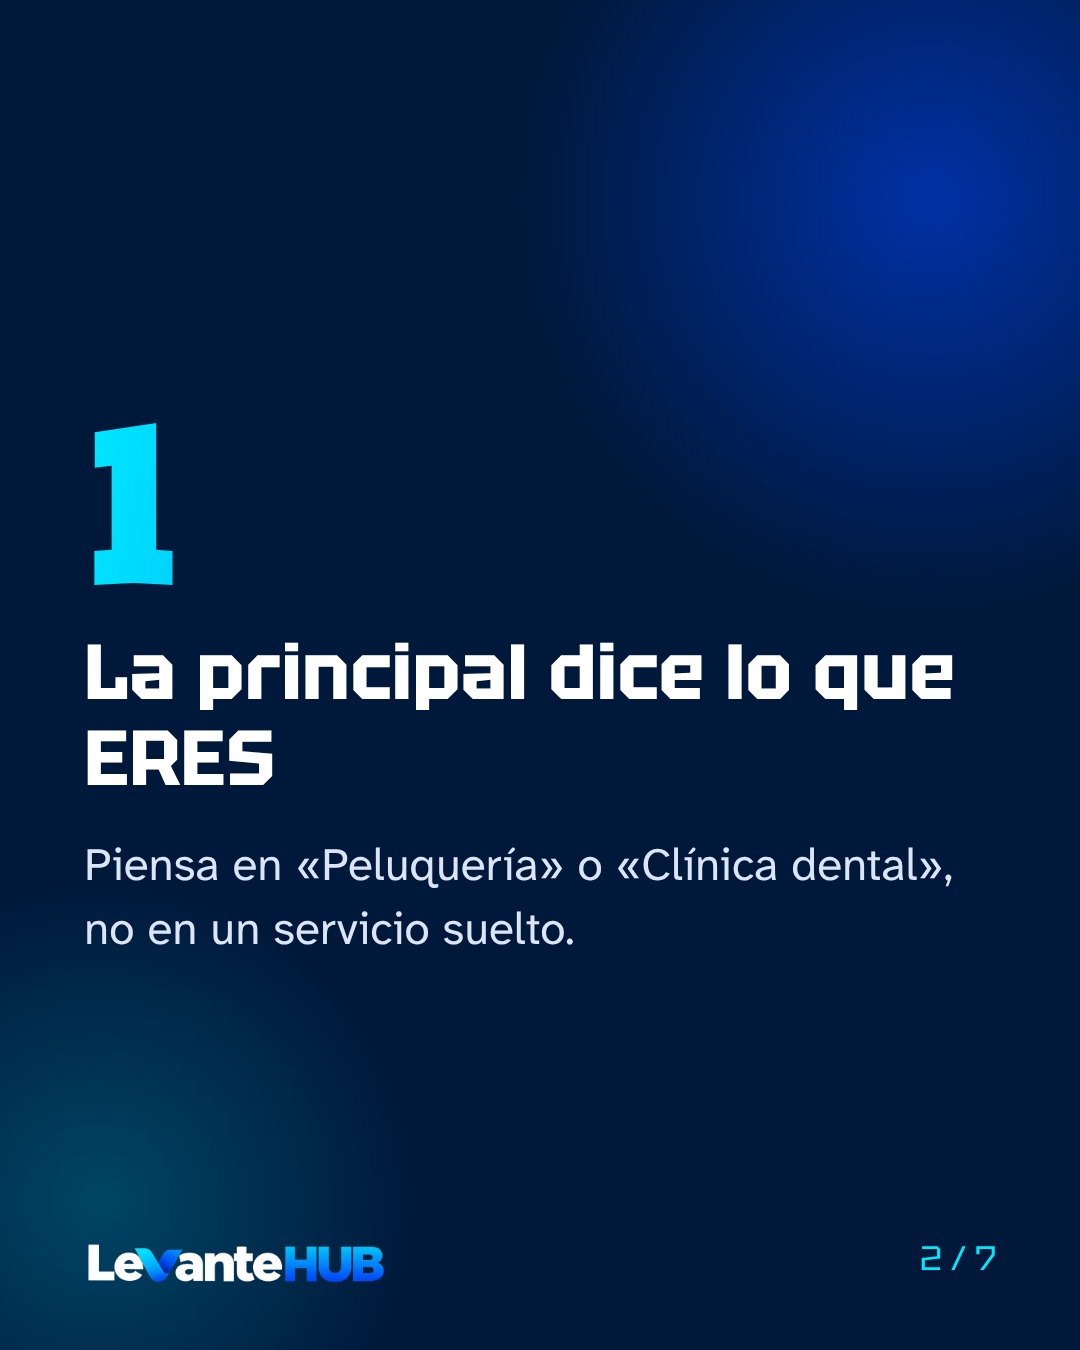 1
La principal dice lo que
ERES
Piensa en «Peluquería» o «Clínica dental»,
no en un servicio suelto.
LevanteHUB
2 / 7